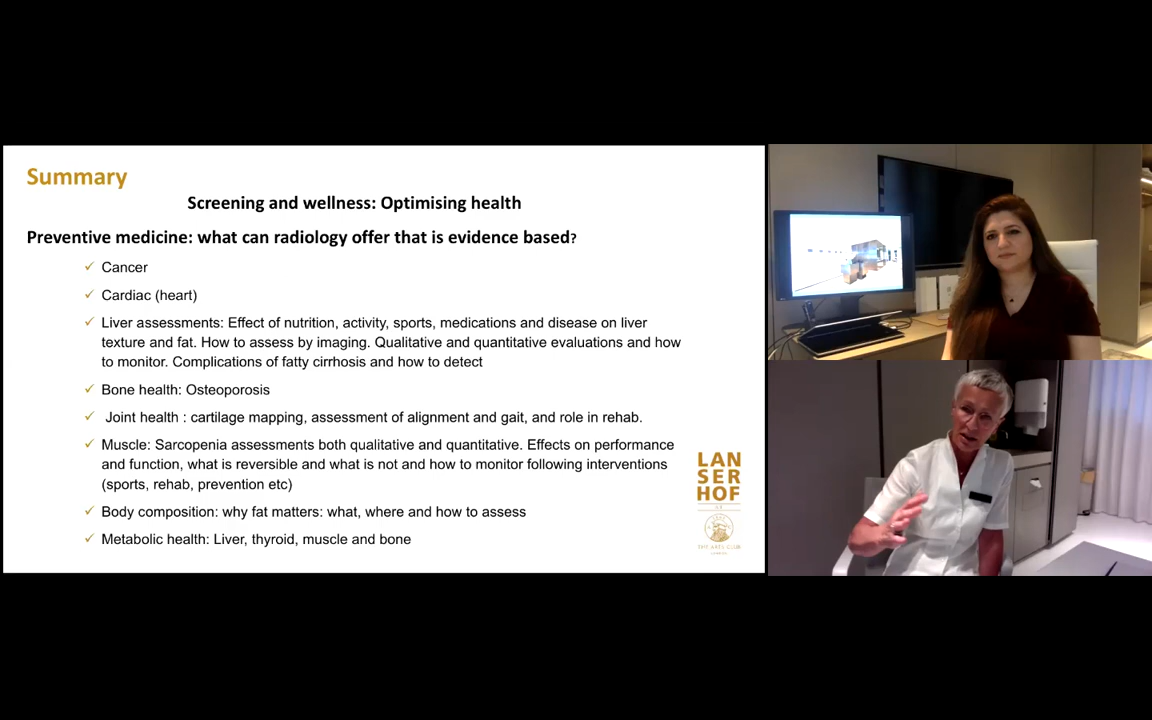 Summary
Screening and wellness: Optimising health
Preventive medicine: what can radiology offer that is evidence based?
✓ Cancer
✓ Cardiac (heart)
✓ Liver assessments: Effect of nutrition, activity, sports, medications and disease on liver
texture and fat. How to assess by imaging. Qualitative and quantitative evaluations and how
to monitor. Complications of fatty cirrhosis and how to detect
✓ Bone health: Osteoporosis
✓ Joint health : cartilage mapping, assessment of alignment and gait, and role in rehab.
✓ Muscle: Sarcopenia assessments both qualitative and quantitative. Effects on performance
and function, what is reversible and what is not and how to monitor following interventions
(sports, rehab, prevention etc)
✓ Body composition: why fat matters: what, where and how to assess
✓ Metabolic health: Liver, thyroid, muscle and bone
LAN
SER
HOF
AT
THE ARTS CLUB
LONDON